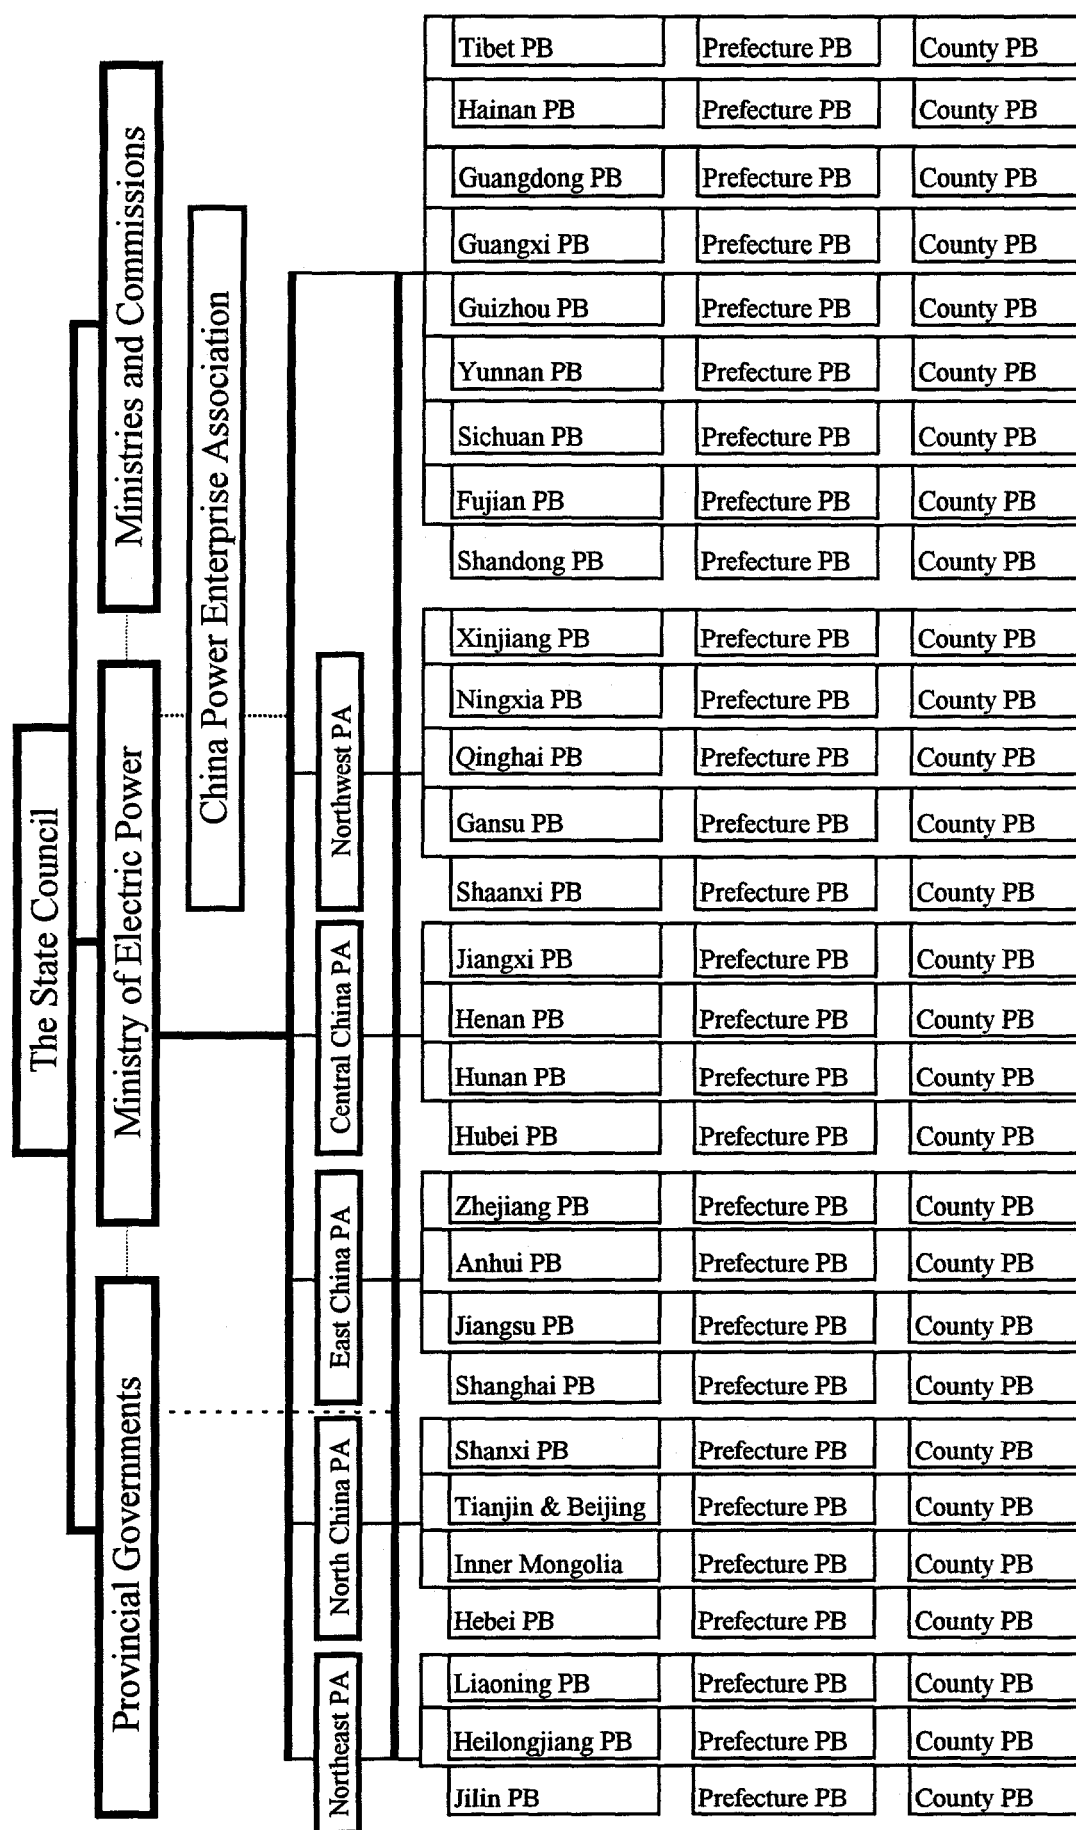 The State Council
Ministries and Commissions
Ministry of Electric Power
Provincial Governments
China Power Enterprise Association
Northwest PA
Central China PA
East China PA
North China PA
Northeast PA
Tibet PB Prefecture PB County PB
Hainan PB Prefecture PB County PB
Guangdong PB Prefecture PB County PB
Guangxi PB Prefecture PB County PB
Guizhou PB Prefecture PB County PB
Yunnan PB Prefecture PB County PB
Sichuan PB Prefecture PB County PB
Fujian PB Prefecture PB County PB
Shandong PB Prefecture PB County PB
Xinjiang PB Prefecture PB County PB
Ningxia PB Prefecture PB County PB
Qinghai PB Prefecture PB County PB
Gansu PB Prefecture PB County PB
Shaanxi PB Prefecture PB County PB
Jiangxi PB Prefecture PB County PB
Henan PB Prefecture PB County PB
Hunan PB Prefecture PB County PB
Hubei PB Prefecture PB County PB
Zhejiang PB Prefecture PB County PB
Anhui PB Prefecture PB County PB
Jiangsu PB Prefecture PB County PB
Shanghai PB Prefecture PB County PB
Shanxi PB Prefecture PB County PB
Tianjin & Beijing Prefecture PB County PB
Inner Mongolia Prefecture PB County PB
Hebei PB Prefecture PB County PB
Liaoning PB Prefecture PB County PB
Heilongjiang PB Prefecture PB County PB
Jilin PB Prefecture PB County PB